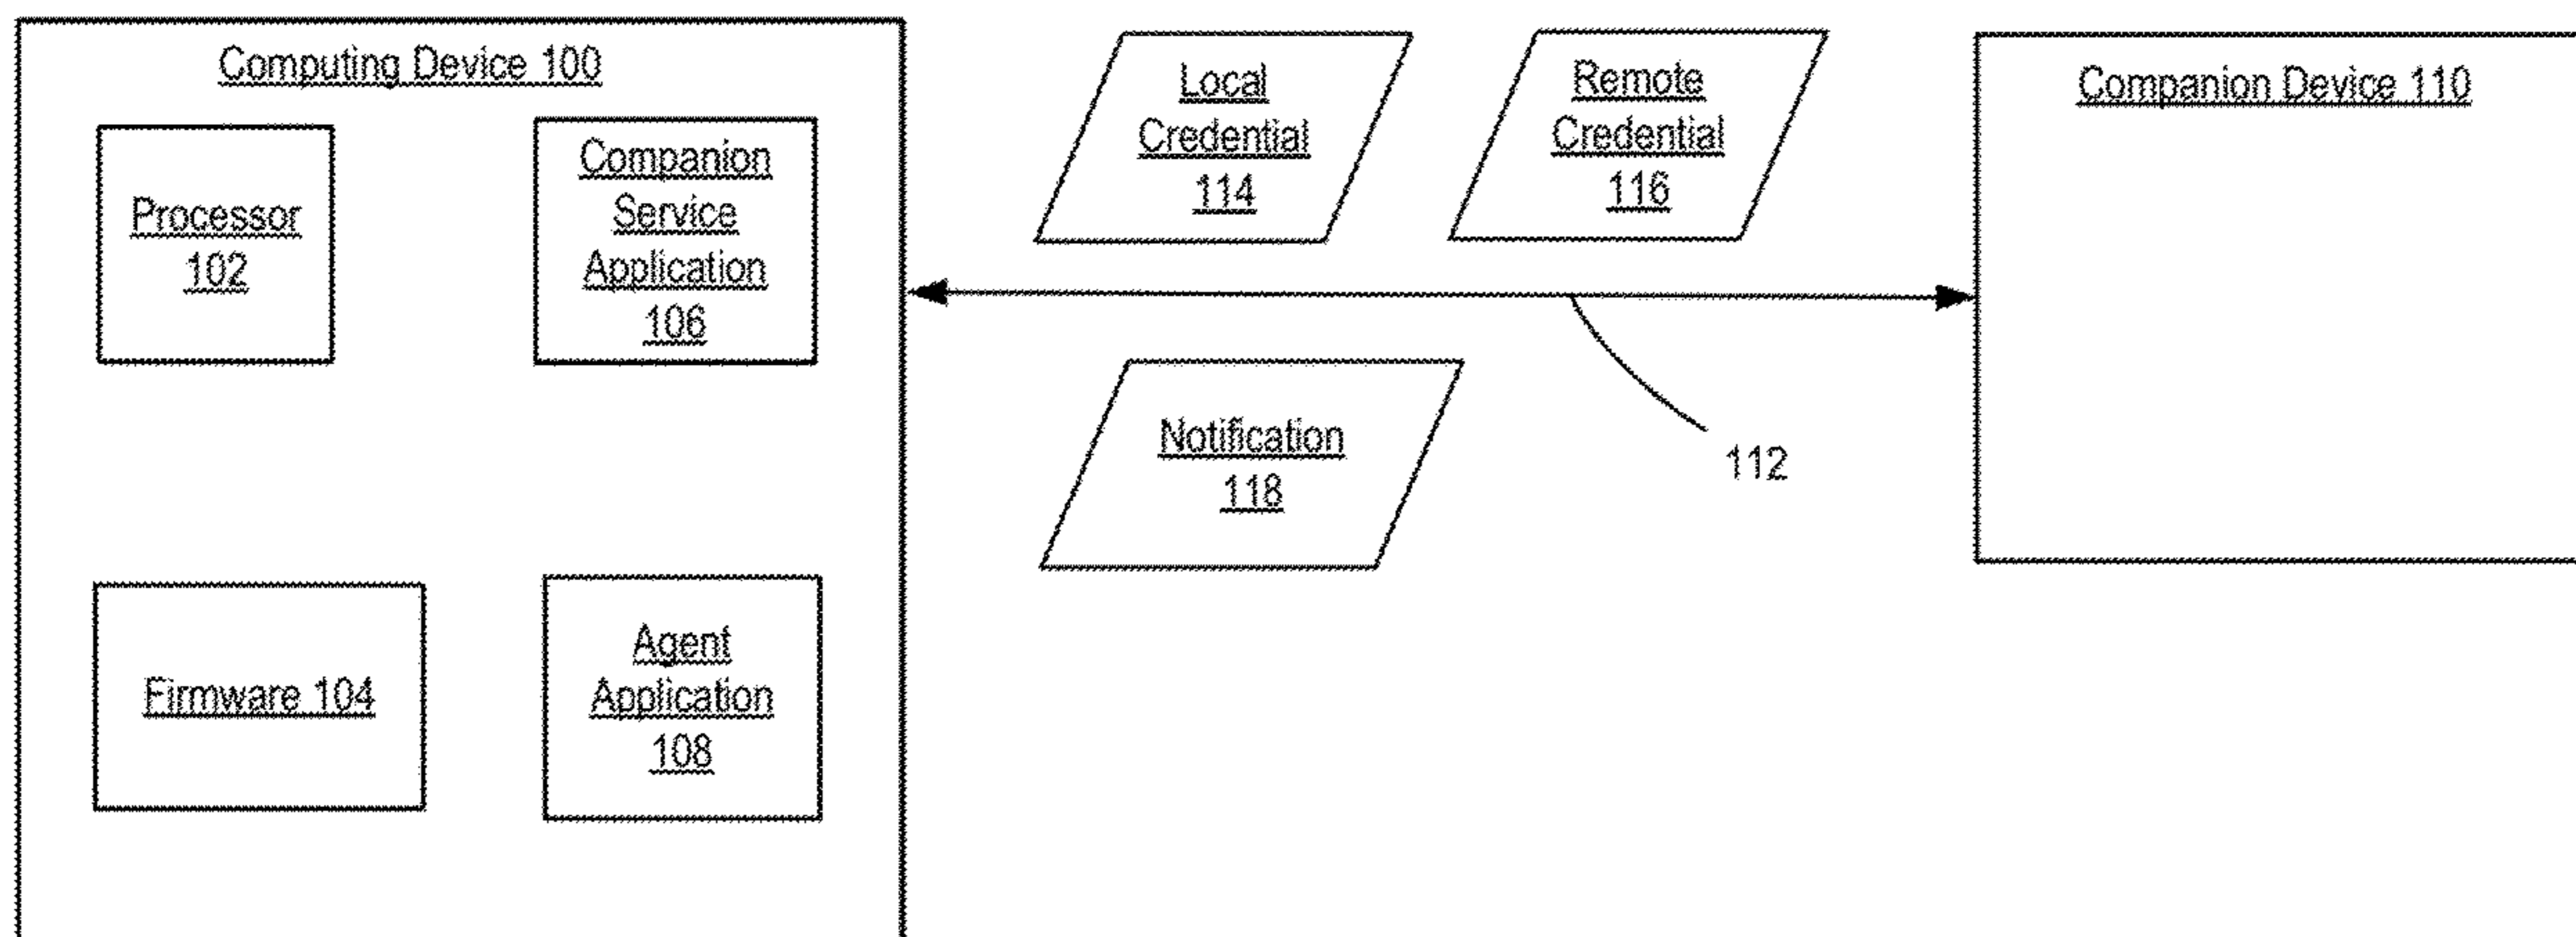 Computing Device 100
Processor
102
Companion
Service
Application
106
Firmware 104
Agent
Application
108
Local
Credential
114
Remote
Credential
116
Notification
118
112
Companion Device 110